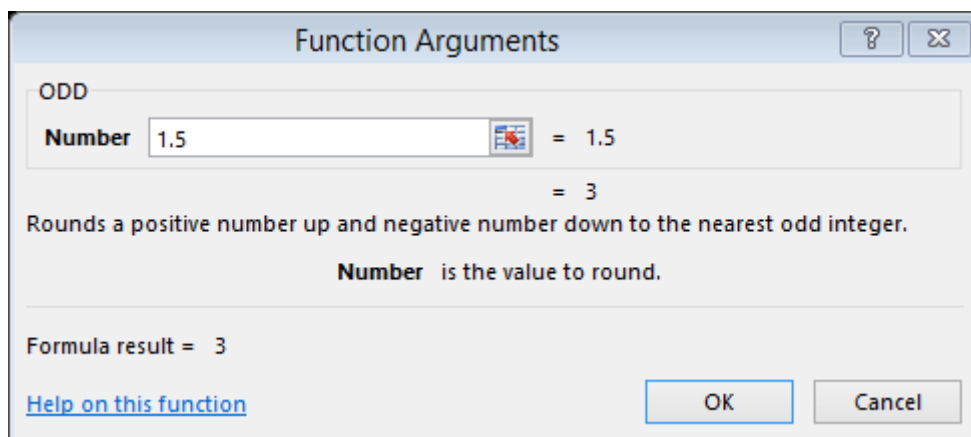 Function Arguments
ODD
Number 1.5 = 1.5
= 3
Rounds a positive number up and negative number down to the nearest odd integer.
Number is the value to round.
Formula result = 3
Help on this function OK Cancel